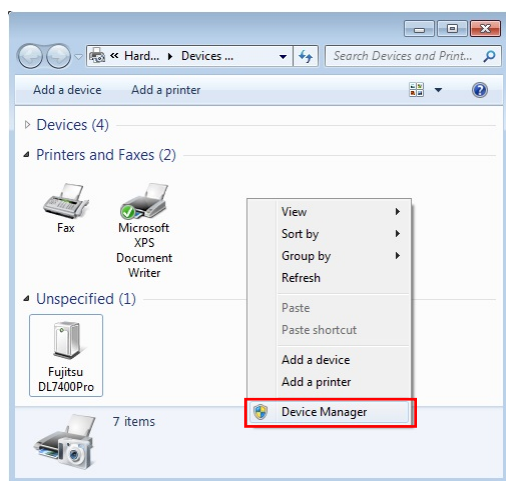 « Hard... Devices ...
Search Devices and Print...
Add a device Add a printer
Devices (4)
Printers and Faxes (2)
Fax
Microsoft
XPS
Document
Writer
Unspecified (1)
Fujitsu
DL7400Pro
7 items
View
Sort by
Group by
Refresh
Paste
Paste shortcut
Add a device
Add a printer
Device Manager